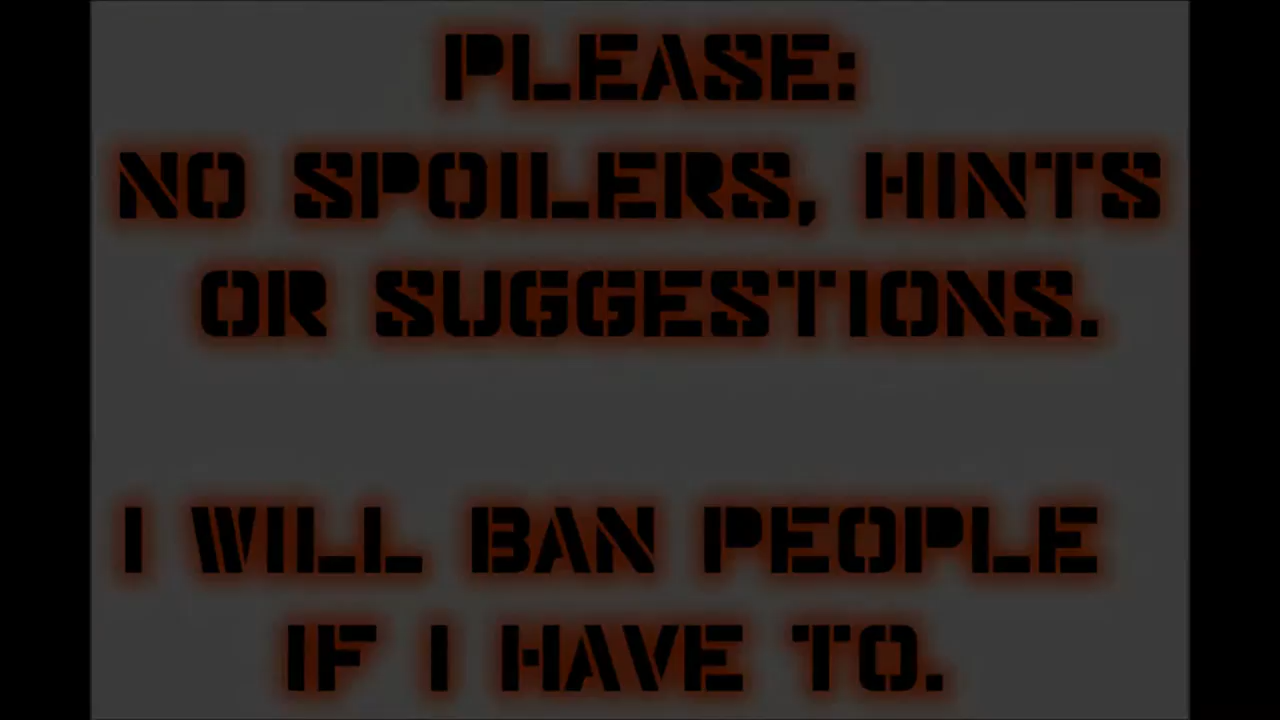 PLEASE:
NO SPOILERS, HINTS
OR SUGGESTIONS.
I WILL BAN PEOPLE
IF I HAVE TO.